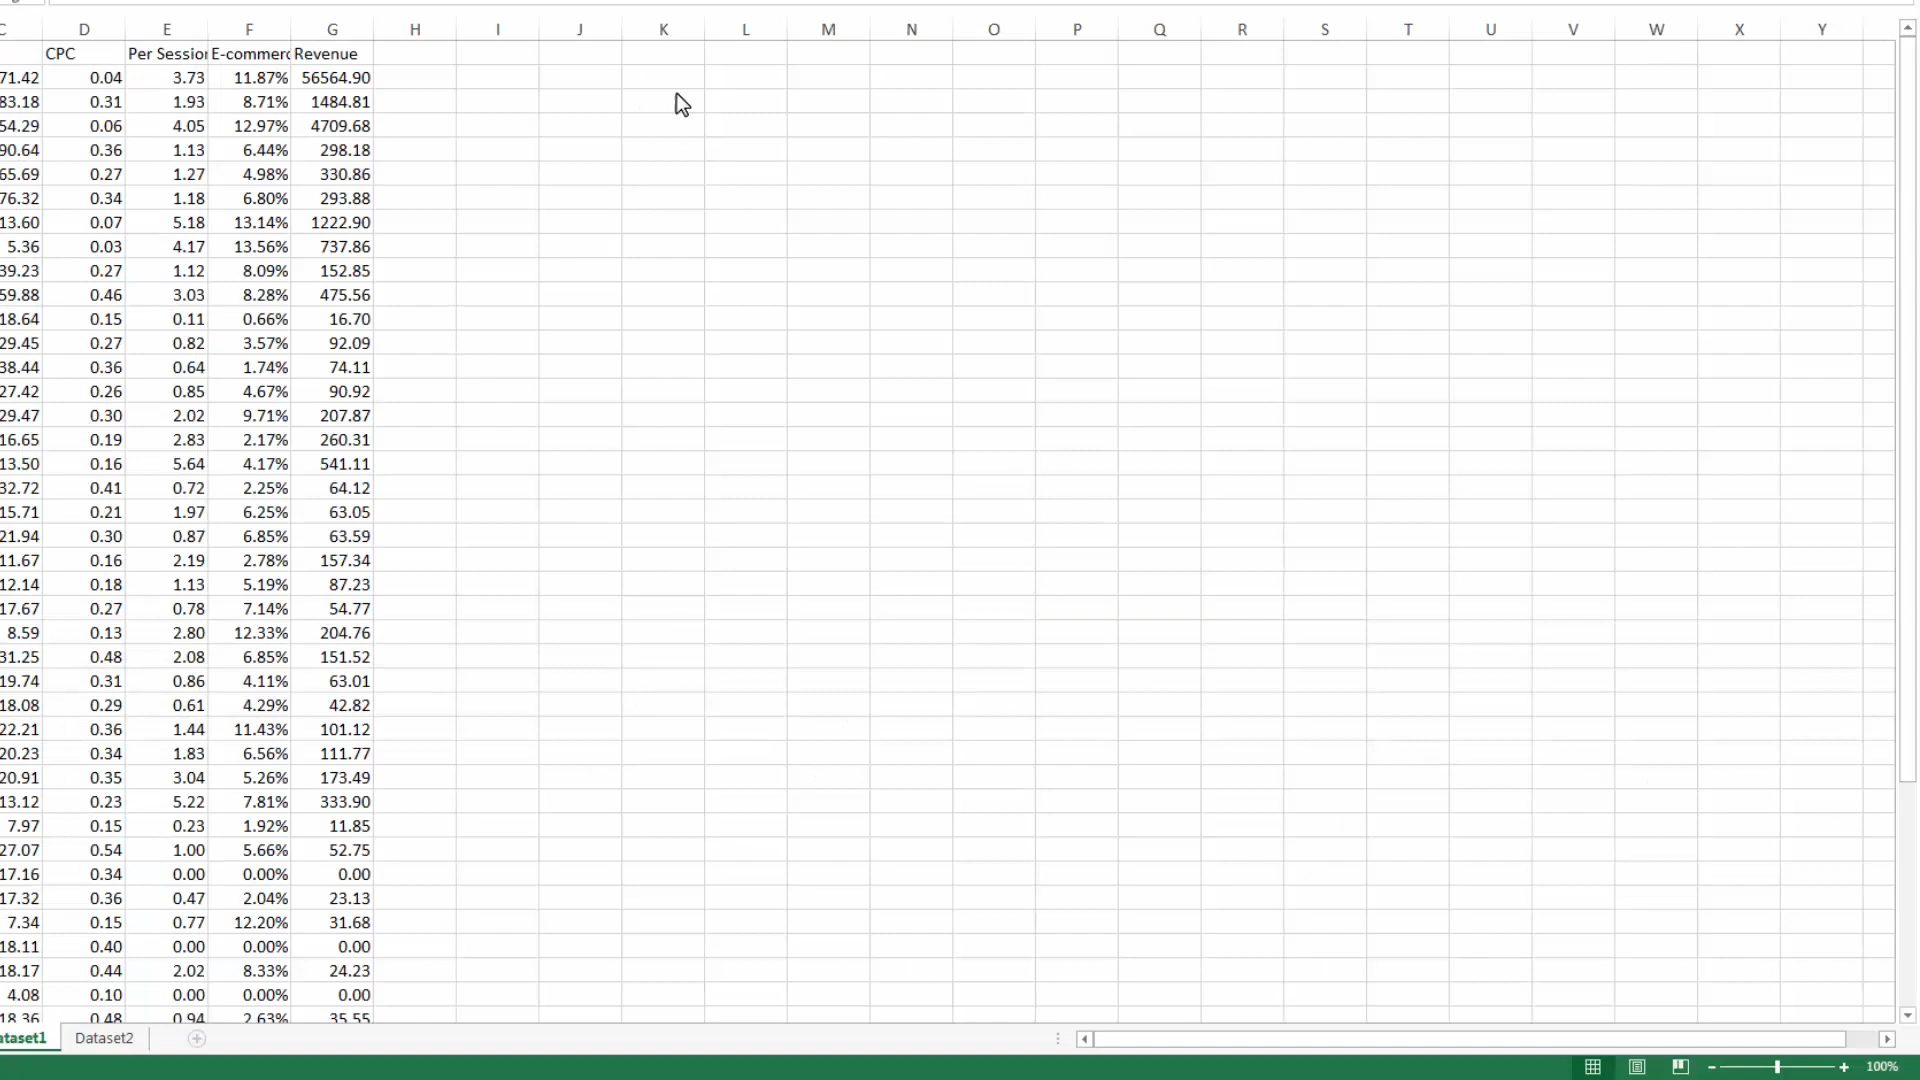 C D E F G H I J K L M N O P Q R S T U V W X Y
CPC Per Session E-commerc Revenue
71.42 0.04 3.73 11.87% 56564.90
83.18 0.31 1.93 8.71% 1484.81
54.29 0.06 4.05 12.97% 4709.68
90.64 0.36 1.13 6.44% 298.18
65.69 0.27 1.27 4.98% 330.86
76.32 0.34 1.18 6.80% 293.88
13.60 0.07 5.18 13.14% 1222.90
5.36 0.03 4.17 13.56% 737.86
39.23 0.27 1.12 8.09% 152.85
59.88 0.46 3.03 8.28% 475.56
18.64 0.15 0.11 0.66% 16.70
29.45 0.27 0.82 3.57% 92.09
38.44 0.36 0.64 1.74% 74.11
27.42 0.26 0.85 4.67% 90.92
29.47 0.30 2.02 9.71% 207.87
16.65 0.19 2.83 2.17% 260.31
13.50 0.16 5.64 4.17% 541.11
32.72 0.41 0.72 2.25% 64.12
15.71 0.21 1.97 6.25% 63.05
21.94 0.30 0.87 6.85% 63.59
11.67 0.16 2.19 2.78% 157.34
12.14 0.18 1.13 5.19% 87.23
17.67 0.27 0.78 7.14% 54.77
8.59 0.13 2.80 12.33% 204.76
31.25 0.48 2.08 6.85% 151.52
19.74 0.31 0.86 4.11% 63.01
18.08 0.29 0.61 4.29% 42.82
22.21 0.36 1.44 11.43% 101.12
20.23 0.34 1.83 6.56% 111.77
20.91 0.35 3.04 5.26% 173.49
13.12 0.23 5.22 7.81% 333.90
7.97 0.15 0.23 1.92% 11.85
27.07 0.54 1.00 5.66% 52.75
17.16 0.34 0.00 0.00% 0.00
17.32 0.36 0.47 2.04% 23.13
7.34 0.15 0.77 12.20% 31.68
18.11 0.40 0.00 0.00% 0.00
18.17 0.44 2.02 8.33% 24.23
4.08 0.10 0.00 0.00% 0.00
18.36 0.48 0.94 2.63% 35.55
ataset1 Dataset2
100%